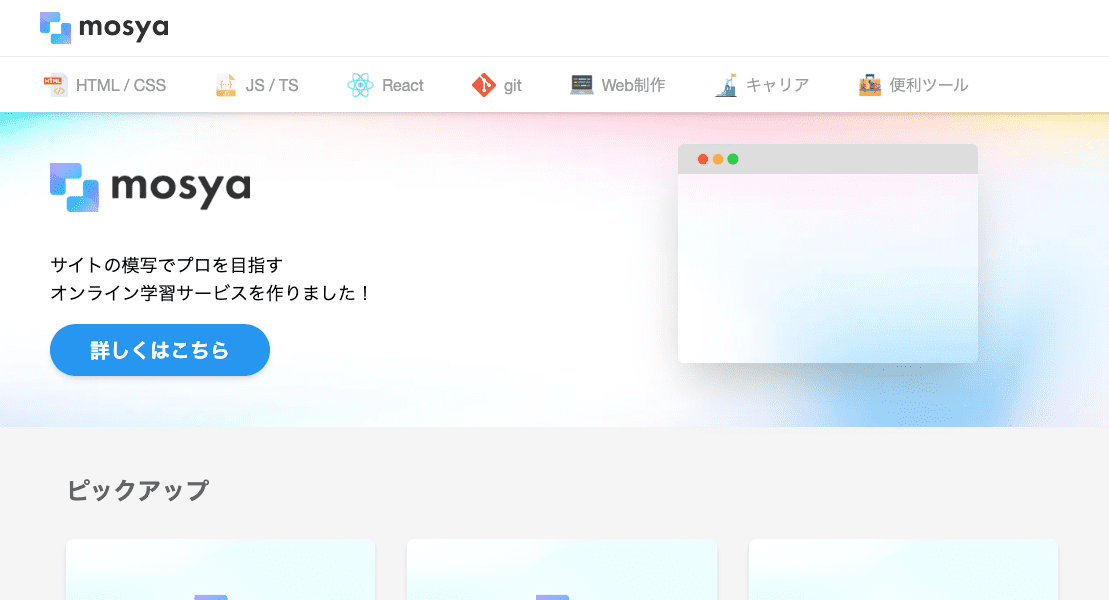 mosya
HTML / CSS
JS / TS
React
git
Web制作
キャリア
便利ツール
mosya
サイトの模写でプロを目指す
オンライン学習サービスを作りました！
詳しくはこちら
ピックアップ